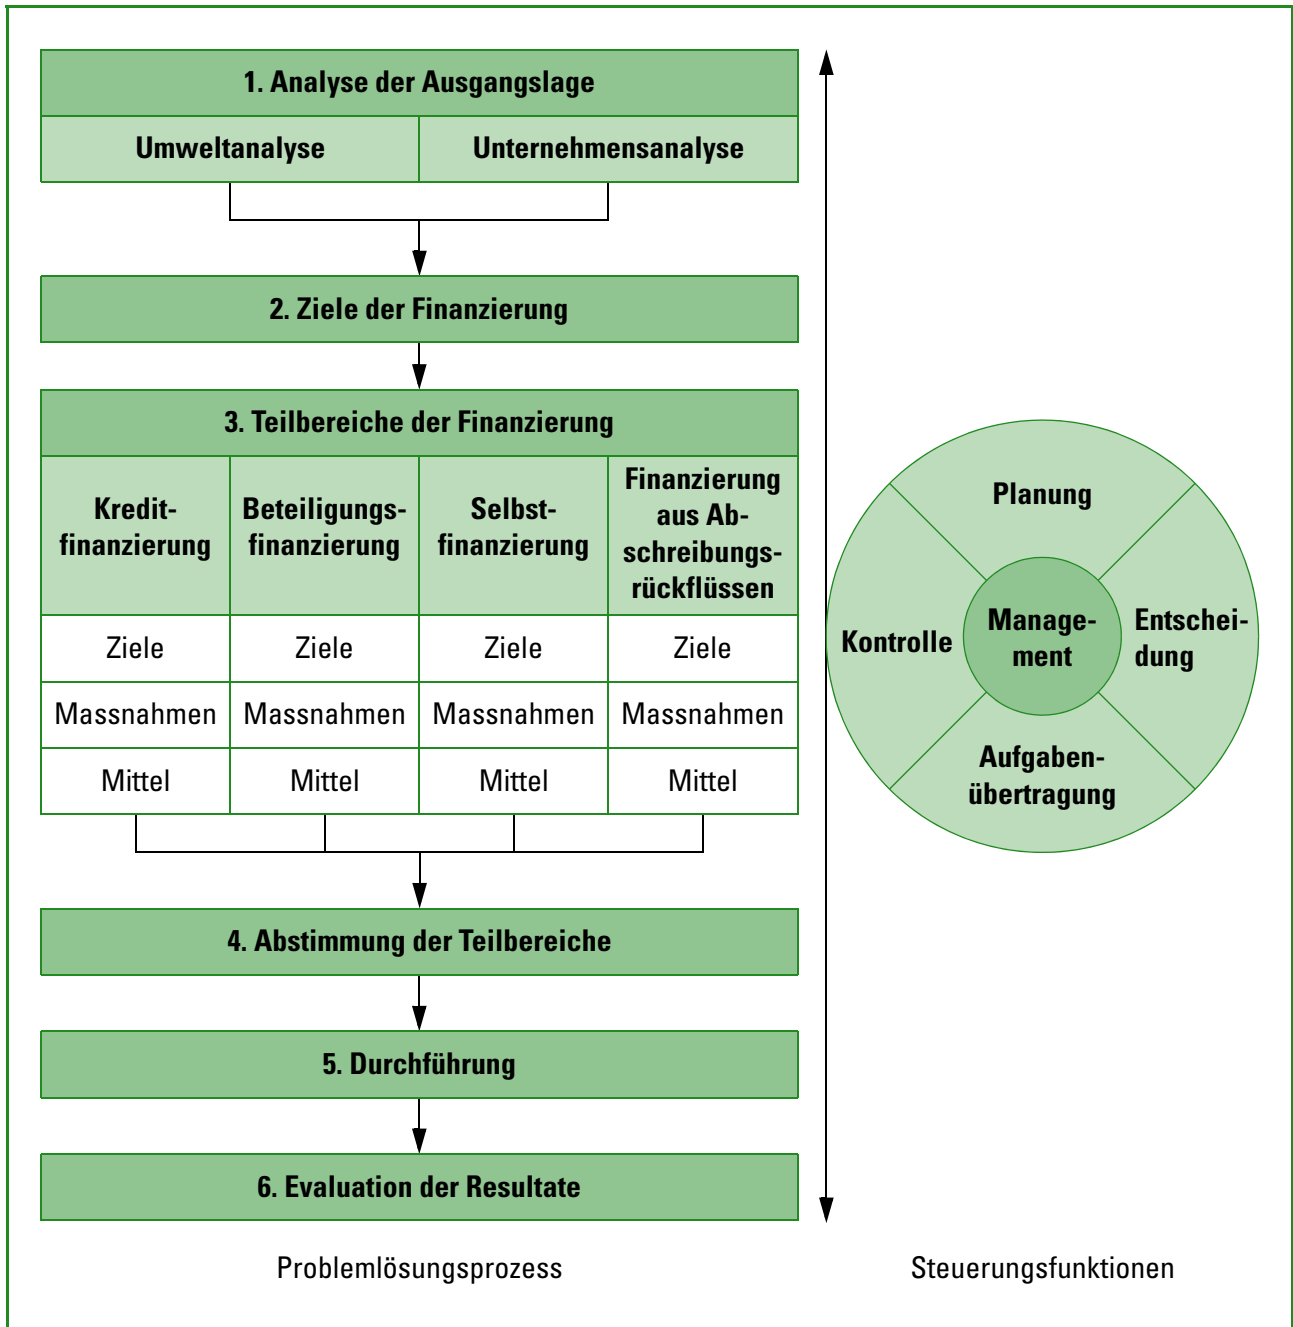 1. Analyse der Ausgangslage
Umweltanalyse
Unternehmensanalyse
2. Ziele der Finanzierung
3. Teilbereiche der Finanzierung
Kredit-
finanzierung
Beteiligungs-
finanzierung
Selbst-
finanzierung
Finanzierung
aus Ab-
schreibungs-
rückflüssen
Ziele
Ziele
Ziele
Ziele
Massnahmen
Massnahmen
Massnahmen
Massnahmen
Mittel
Mittel
Mittel
Mittel
4. Abstimmung der Teilbereiche
5. Durchführung
6. Evaluation der Resultate
Problemlösungsprozess
Planung
Kontrolle
Manage-
ment
Entschei-
dung
Aufgaben-
übertragung
Steuerungsfunktionen